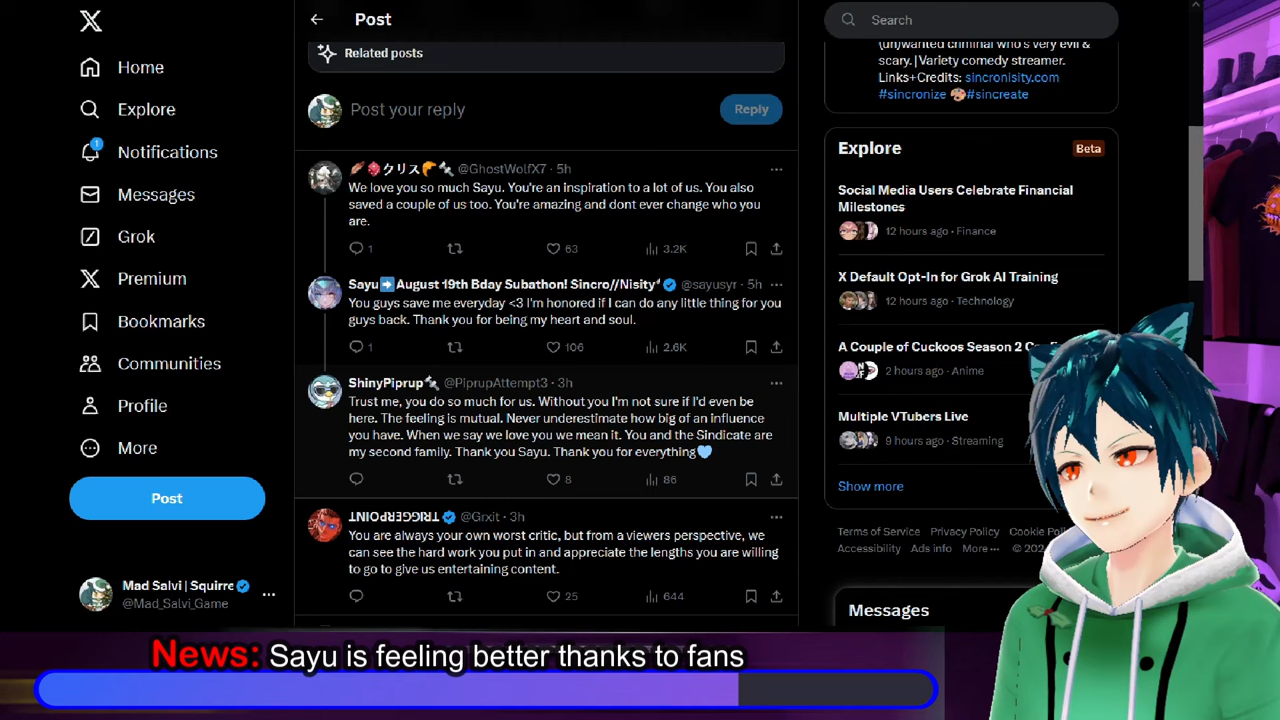 Home
Explore
Notifications
1
Messages
Grok
Premium
Bookmarks
Communities
Profile
More
Post
Mad Salvi | Squirre
@Mad_Salvi_Game
Post
Related posts
Post your reply
Reply
クリス @GhostWolfX7 · 5h
We love you so much Sayu. You're an inspiration to a lot of us. You also
saved a couple of us too. You're amazing and dont ever change who you
are.
1 63 3.2K
Sayu➡️August 19th Bday Subathon! Sincro//Nisity @sayusyr · 5h
You guys save me everyday <3 I'm honored if I can do any little thing for you
guys back. Thank you for being my heart and soul.
1 106 2.6K
ShinyPiprup @PiprupAttempt3 · 3h
Trust me, you do so much for us. Without you I'm not sure if I'd even be
here. The feeling is mutual. Never underestimate how big of an influence
you have. When we say we love you we mean it. You and the Sindicate are
my second family. Thank you Sayu. Thank you for everything🩵
8 86
@Grxit · 3h
You are always your own worst critic, but from a viewers perspective, we
can see the hard work you put in and appreciate the lengths you are willing
to go to give us entertaining content.
25 644
Search
(un)wanted criminal who's very evil &
scary.|Variety comedy streamer.
Links+Credits: sincronisity.com
#sincronize 🎨#sincreate
Explore
Beta
Social Media Users Celebrate Financial
Milestones
12 hours ago · Finance
X Default Opt-In for Grok AI Training
12 hours ago · Technology
A Couple of Cuckoos Season 2
2 hours ago · Anime
Multiple VTubers Live
9 hours ago · Streaming
Show more
Terms of Service Privacy Policy Cookie
Accessibility Ads info More ···
Messages
News: Sayu is feeling better thanks to fans